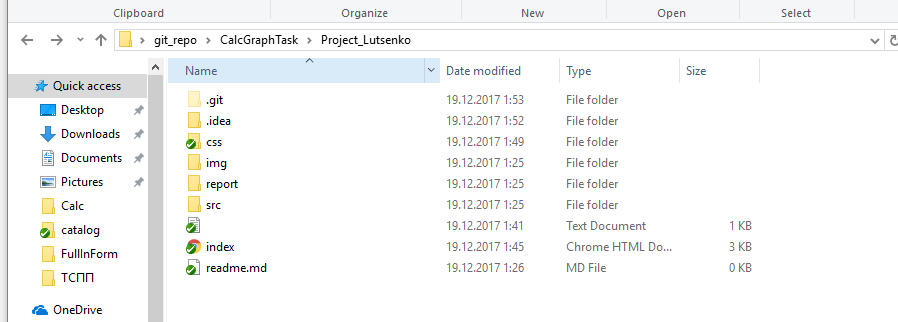 Clipboard Organize New Open Select
git_repo CalcGraphTask Project_Lutsenko
Name Date modified Type Size
Quick access
Desktop
Downloads
Documents
Pictures
Calc
catalog
FullInForm
ТСПП
OneDrive
.git 19.12.2017 1:53 File folder
.idea 19.12.2017 1:52 File folder
css 19.12.2017 1:49 File folder
img 19.12.2017 1:25 File folder
report 19.12.2017 1:25 File folder
src 19.12.2017 1:25 File folder
19.12.2017 1:41 Text Document 1 KB
index 19.12.2017 1:45 Chrome HTML Do... 3 KB
readme.md 19.12.2017 1:26 MD File 0 KB